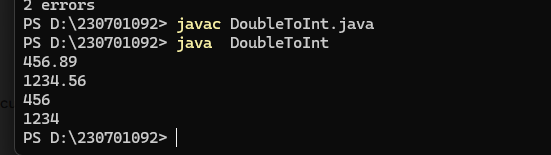 2 errors
PS D:\230701092> javac DoubleToInt.java
PS D:\230701092> java  DoubleToInt
456.89
1234.56
456
1234
PS D:\230701092>